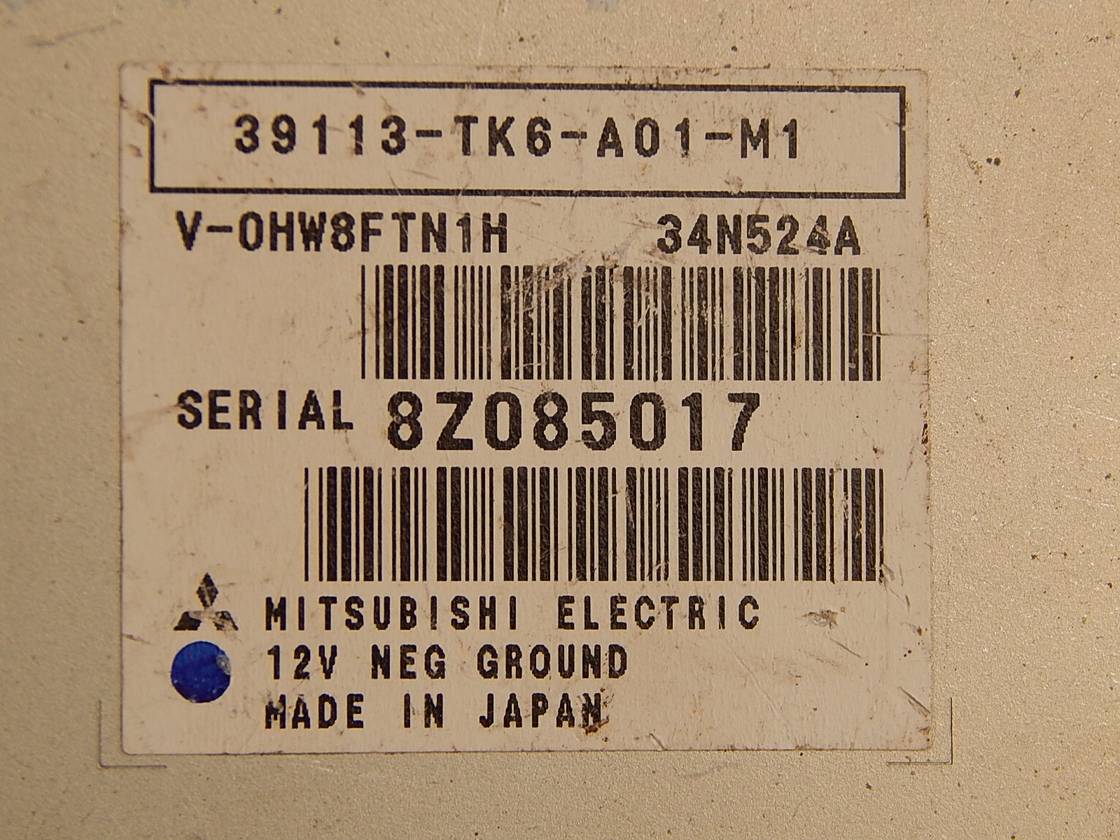 39113-TK6-A01-M1
V-0HW8FTN1H 34N524A
SERIAL 8Z085017
MITSUBISHI ELECTRIC
12V NEG GROUND
MADE IN JAPAN